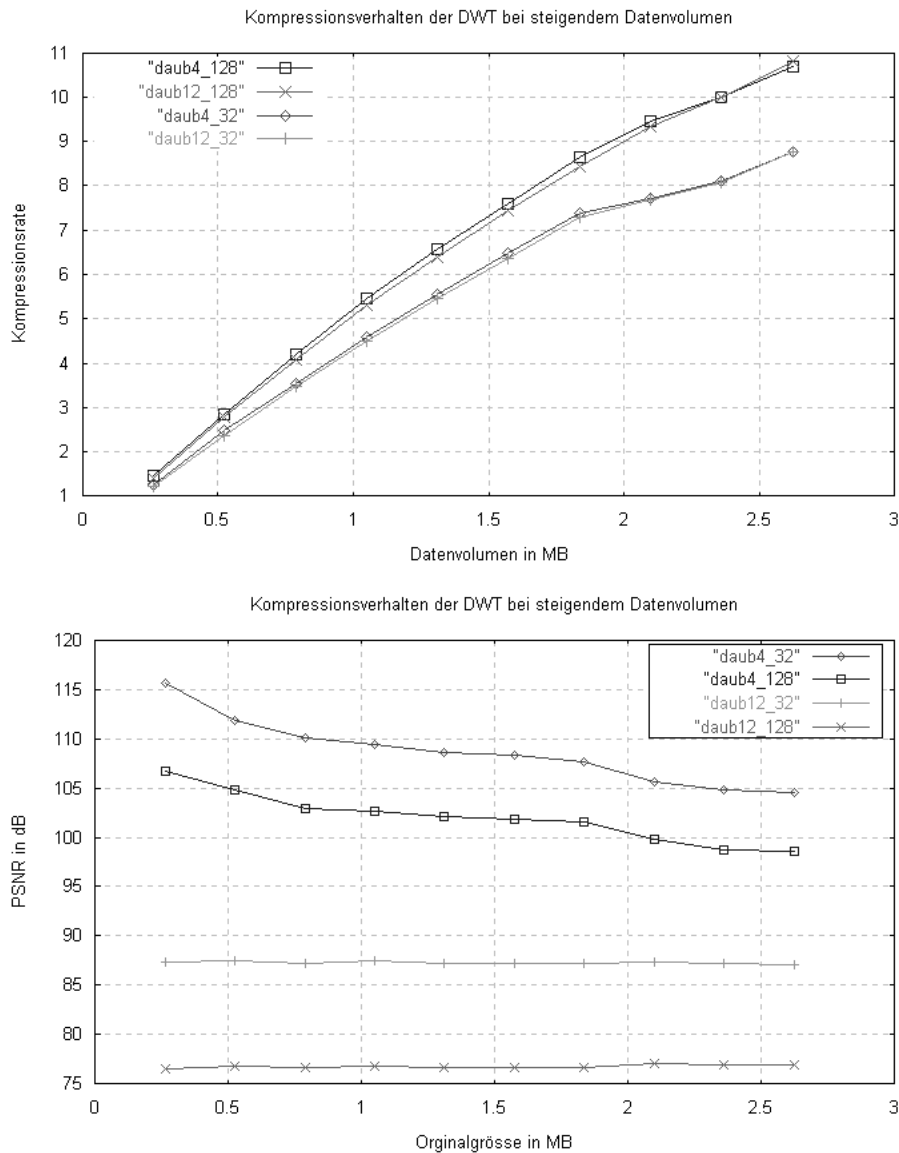 Kompressionsverhalten der DWT bei steigendem Datenvolumen
11
"daub4_128"
"daub12_128"
10
"daub4_32"
9
"daub12_32"
8
7
6
5
4
3
2
1
Kompressionsrate
0
0.5
1
1.5
2
2.5
3
Datenvolumen in MB
Kompressionsverhalten der DWT bei steigendem Datenvolumen
120
"daub4_32"
"daub4_128"
115
"daub12_32"
"daub12_128"
110
105
100
95
90
85
80
75
PSNR in dB
0
0.5
1
1.5
2
2.5
3
Orginalgrösse in MB